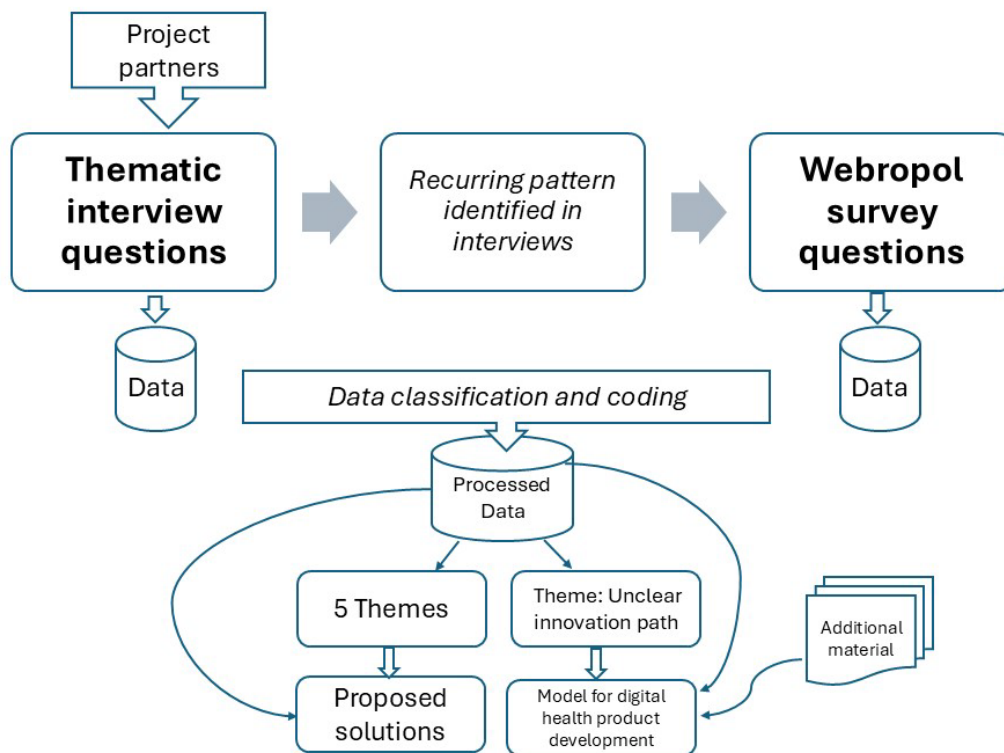 Project
partners
Thematic
interview
questions
Recurring pattern
identified in
interviews
Webropol
survey
questions
Data
Data
Data classification and coding
Processed
Data
5 Themes
Theme: Unclear
innovation path
Additional
material
Proposed
solutions
Model for digital
health product
development